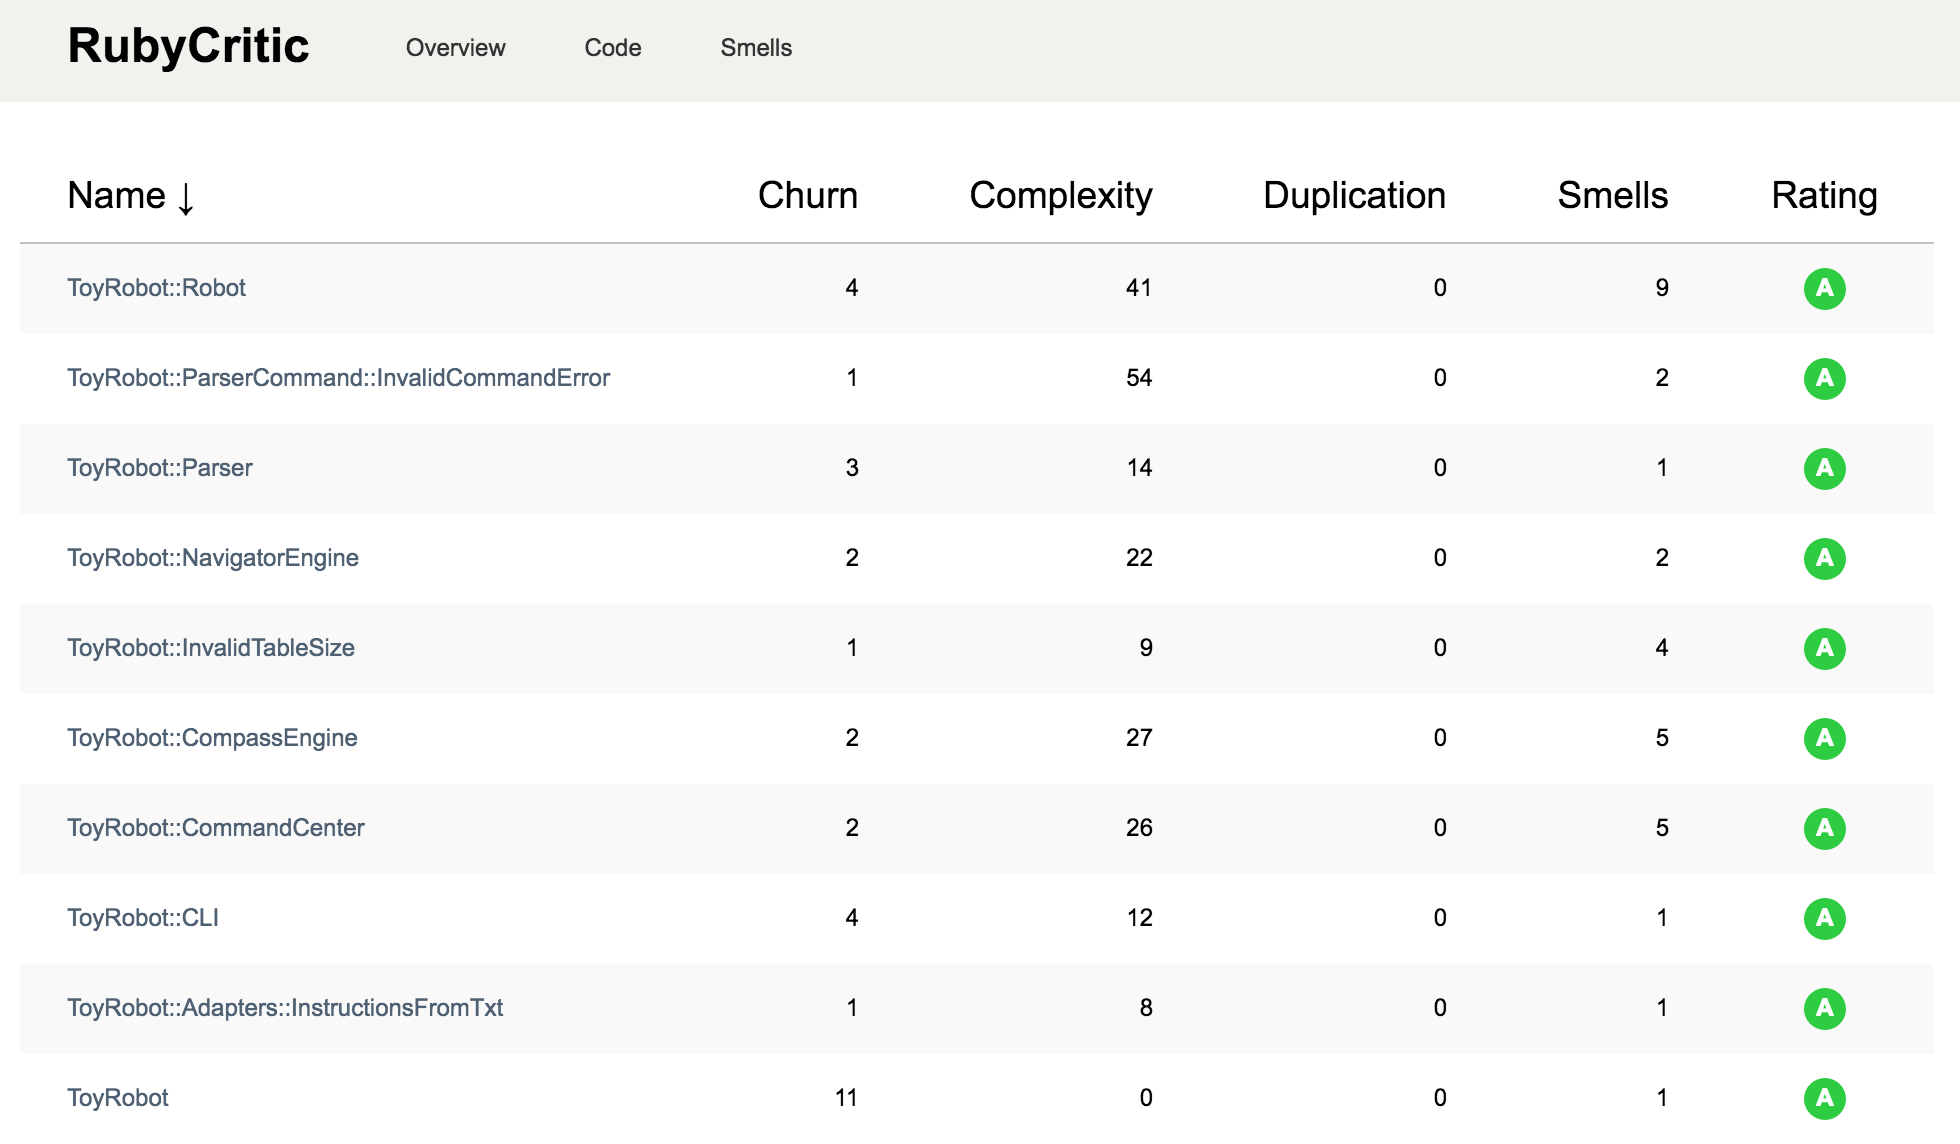 RubyCritic Overview Code Smells
Name ↓ Churn Complexity Duplication Smells Rating
ToyRobot::Robot 4 41 0 9 A
ToyRobot::ParserCommand::InvalidCommandError 1 54 0 2 A
ToyRobot::Parser 3 14 0 1 A
ToyRobot::NavigatorEngine 2 22 0 2 A
ToyRobot::InvalidTableSize 1 9 0 4 A
ToyRobot::CompassEngine 2 27 0 5 A
ToyRobot::CommandCenter 2 26 0 5 A
ToyRobot::CLI 4 12 0 1 A
ToyRobot::Adapters::InstructionsFromTxt 1 8 0 1 A
ToyRobot 11 0 0 1 A